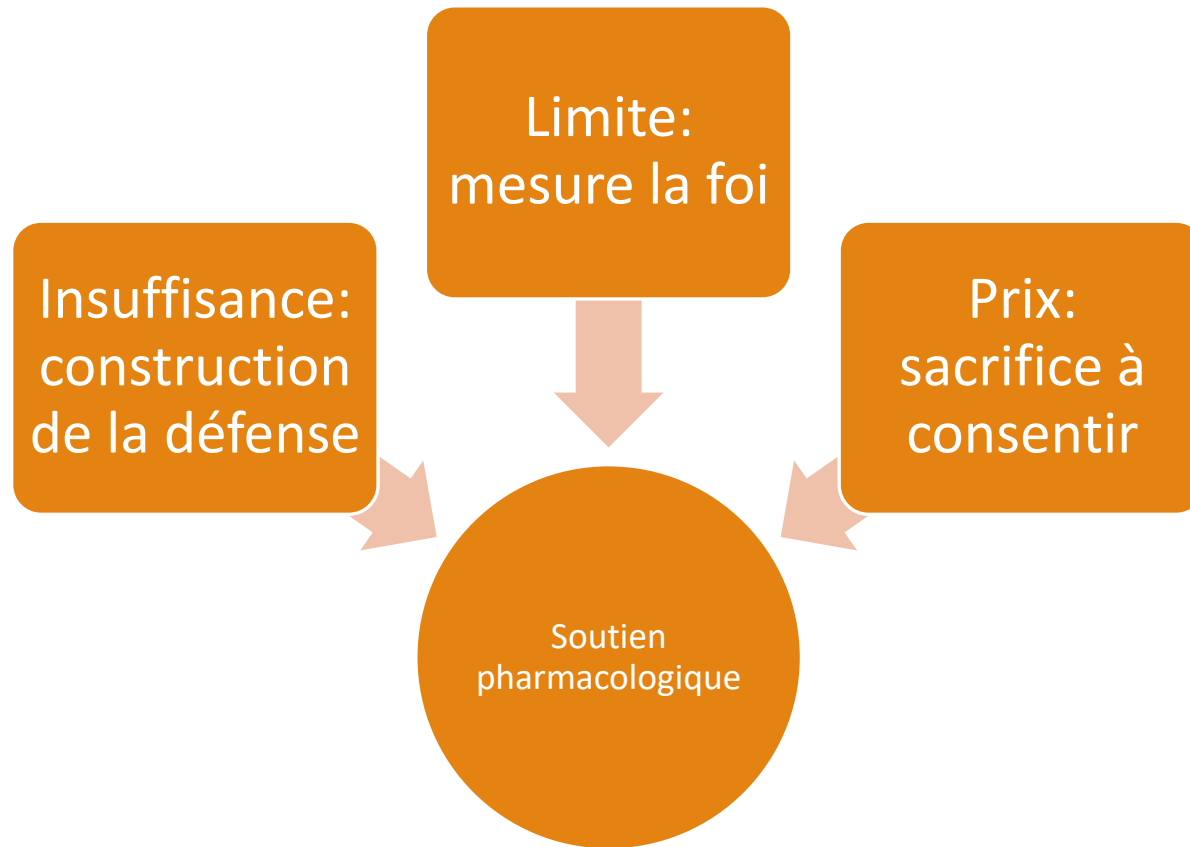 Limite:
mesure la foi
Insuffisance:
construction
de la défense
Prix:
sacrifice à
consentir
Soutien
pharmacologique